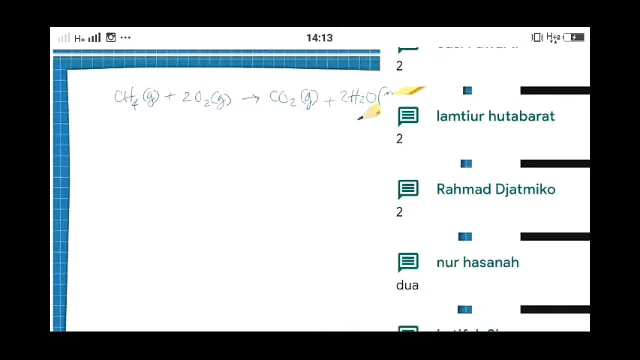 H+ 14:13 H+
2
CH₄(g) + 2O₂(g) → CO₂(g) + 2H₂O(
lamtiur hutabarat
2
Rahmad Djatmiko
2
nur hasanah
dua